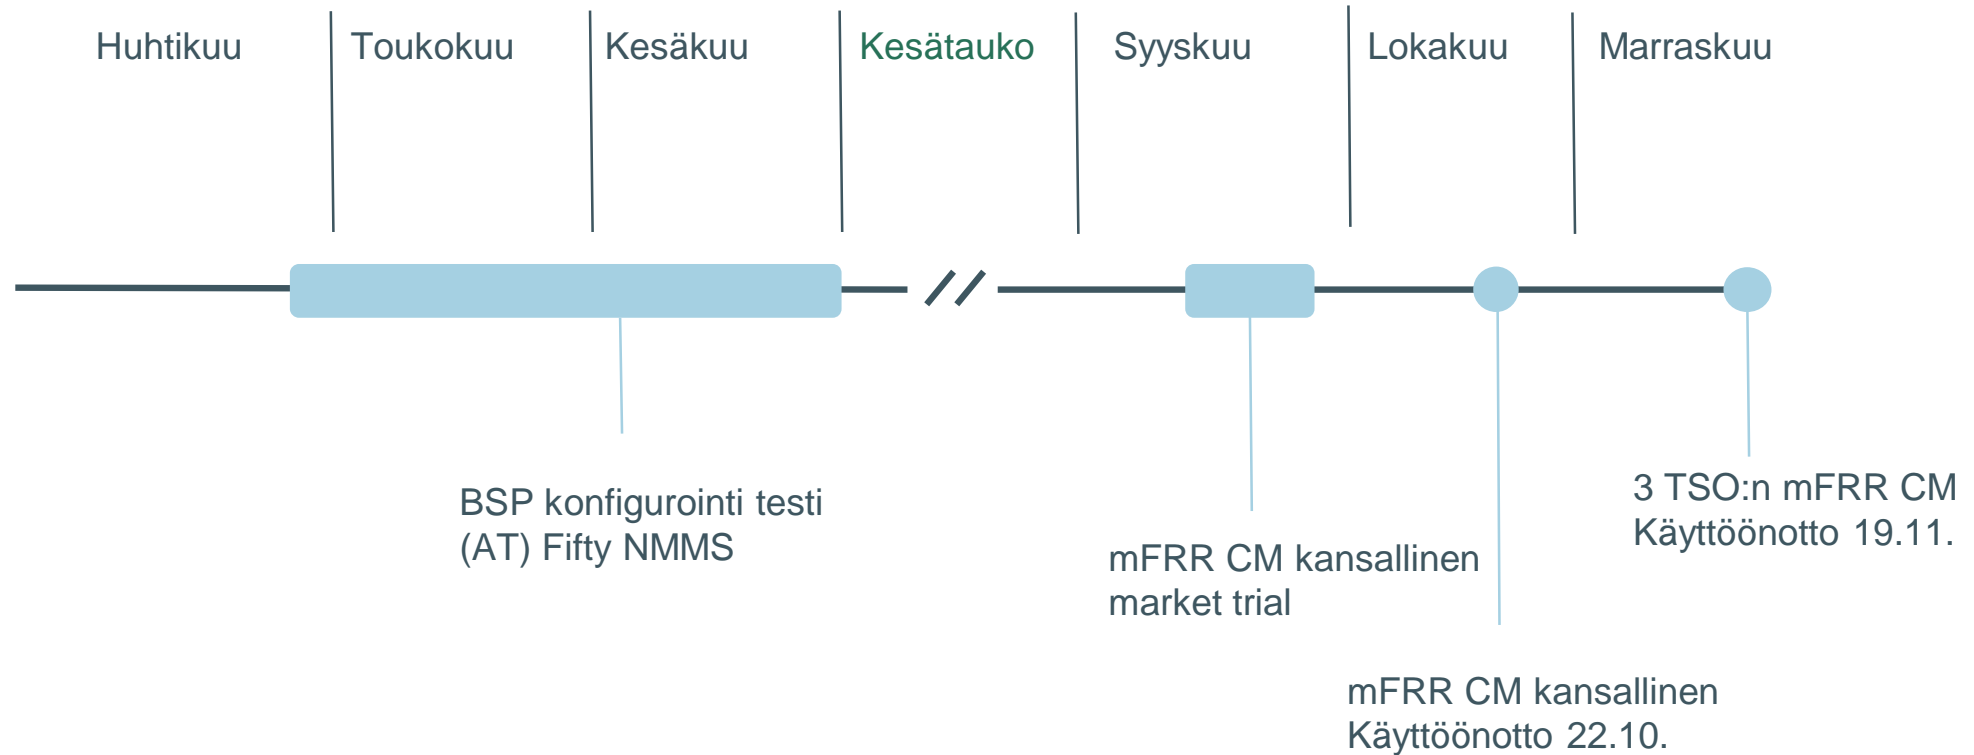 Huhtikuu
Toukokuu
Kesäkuu
Kesätauko
Syyskuu
Lokakuu
Marraskuu
BSP konfigurointi testi
(AT) Fifty NMMS
mFRR CM kansallinen
market trial
mFRR CM kansallinen
Käyttöönotto 22.10.
3 TSO:n mFRR CM
Käyttöönotto 19.11.